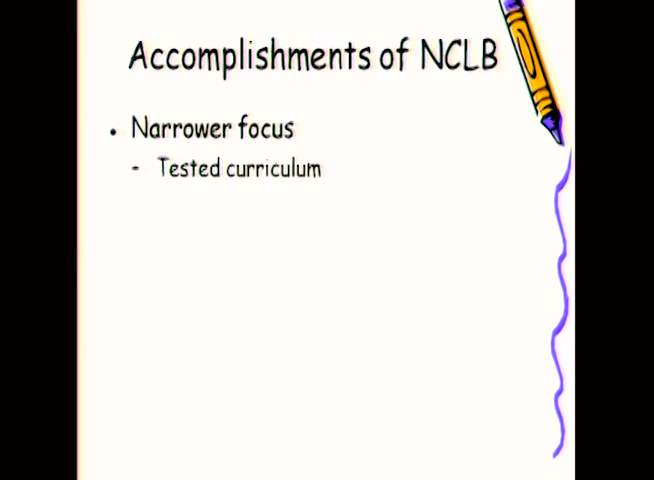 Accomplishments of NCLB
• Narrower focus
- Tested curriculum